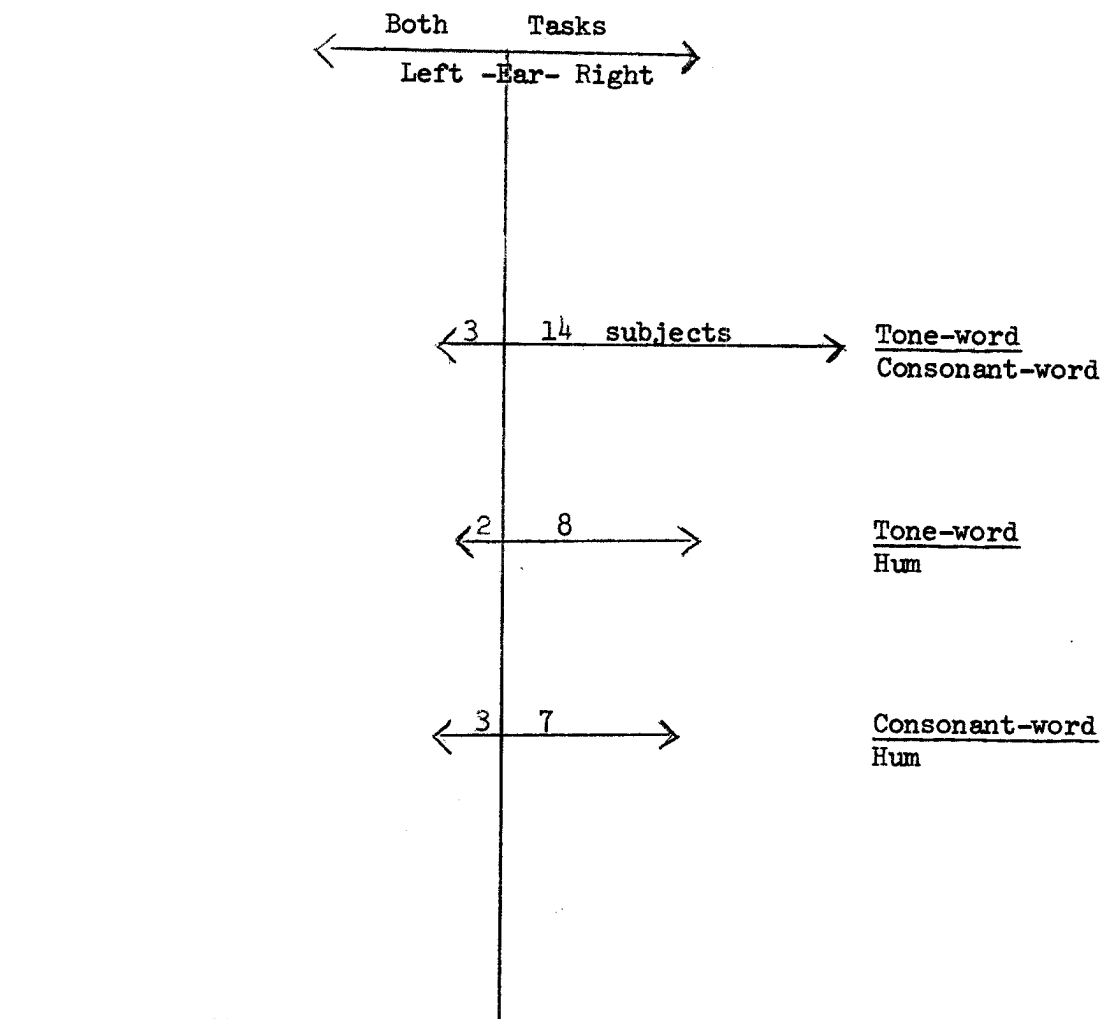 Both Tasks
Left -Ear- Right
3 14 subjects Tone-word
Consonant-word
2 8 Tone-word
Hum
3 7 Consonant-word
Hum